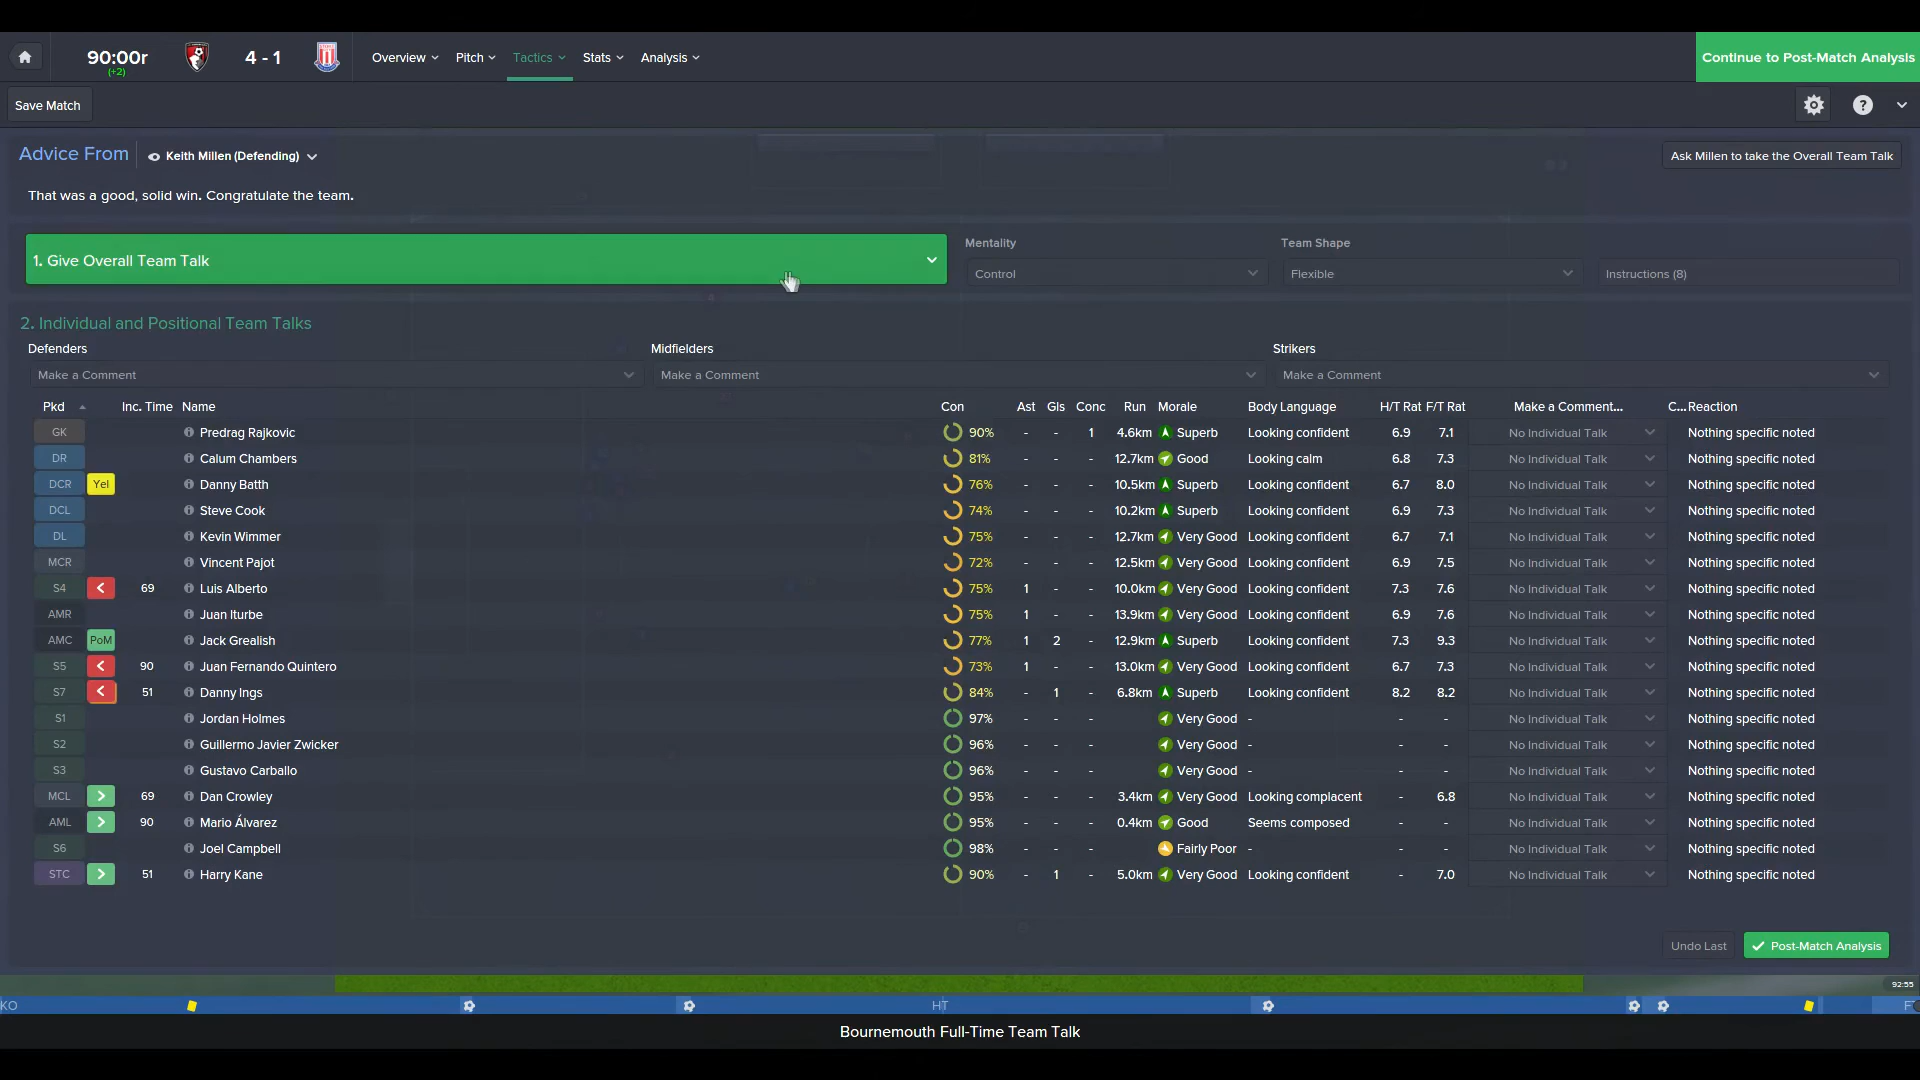 90:00r
(+2)
4 - 1
Overview Pitch Tactics Stats Analysis
Continue to Post-Match Analysis
Save Match
?
Advice From Keith Millen (Defending)
Ask Millen to take the Overall Team Talk
That was a good, solid win. Congratulate the team.
1. Give Overall Team Talk
Mentality Team Shape
Control Flexible Instructions (8)
2. Individual and Positional Team Talks
Defenders Midfielders Strikers
Make a Comment Make a Comment Make a Comment
Pkd Inc. Time Name Con Ast Gls Conc Run Morale Body Language H/T Rat F/T Rat Make a Comment... C... Reaction
GK Predrag Rajkovic 90% - - 1 4.6km Superb Looking confident 6.9 7.1 No Individual Talk Nothing specific noted
DR Calum Chambers 81% - - - 12.7km Good Looking calm 6.8 7.3 No Individual Talk Nothing specific noted
DCR Yel Danny Batth 76% - - - 10.5km Superb Looking confident 6.7 8.0 No Individual Talk Nothing specific noted
DCL Steve Cook 74% - - - 10.2km Superb Looking confident 6.9 7.3 No Individual Talk Nothing specific noted
DL Kevin Wimmer 75% - - - 12.7km Very Good Looking confident 6.7 7.1 No Individual Talk Nothing specific noted
MCR Vincent Pajot 72% - - - 12.5km Very Good Looking confident 6.9 7.5 No Individual Talk Nothing specific noted
S4 69 Luis Alberto 75% 1 - - 10.0km Very Good Looking confident 7.3 7.6 No Individual Talk Nothing specific noted
AMR Juan Iturbe 75% 1 - - 13.9km Very Good Looking confident 6.9 7.6 No Individual Talk Nothing specific noted
AMC PoM Jack Grealish 77% 1 2 - 12.9km Superb Looking confident 7.3 9.3 No Individual Talk Nothing specific noted
S5 90 Juan Fernando Quintero 73% 1 - - 13.0km Very Good Looking confident 6.7 7.3 No Individual Talk Nothing specific noted
S7 51 Danny Ings 84% - 1 - 6.8km Superb Looking confident 8.2 8.2 No Individual Talk Nothing specific noted
S1 Jordan Holmes 97% - - - Very Good - - - No Individual Talk Nothing specific noted
S2 Guillermo Javier Zwicker 96% - - - Very Good - - - No Individual Talk Nothing specific noted
S3 Gustavo Carballo 96% - - - Very Good - - - No Individual Talk Nothing specific noted
MCL 69 Dan Crowley 95% - - - 3.4km Very Good Looking complacent - 6.8 No Individual Talk Nothing specific noted
AML 90 Mario Álvarez 95% - - - 0.4km Good Seems composed - - No Individual Talk Nothing specific noted
S6 Joel Campbell 98% - - - Fairly Poor - - - No Individual Talk Nothing specific noted
STC 51 Harry Kane 90% - 1 - 5.0km Very Good Looking confident - 7.0 No Individual Talk Nothing specific noted
Undo Last Post-Match Analysis
92:55
KO HT
Bournemouth Full-Time Team Talk